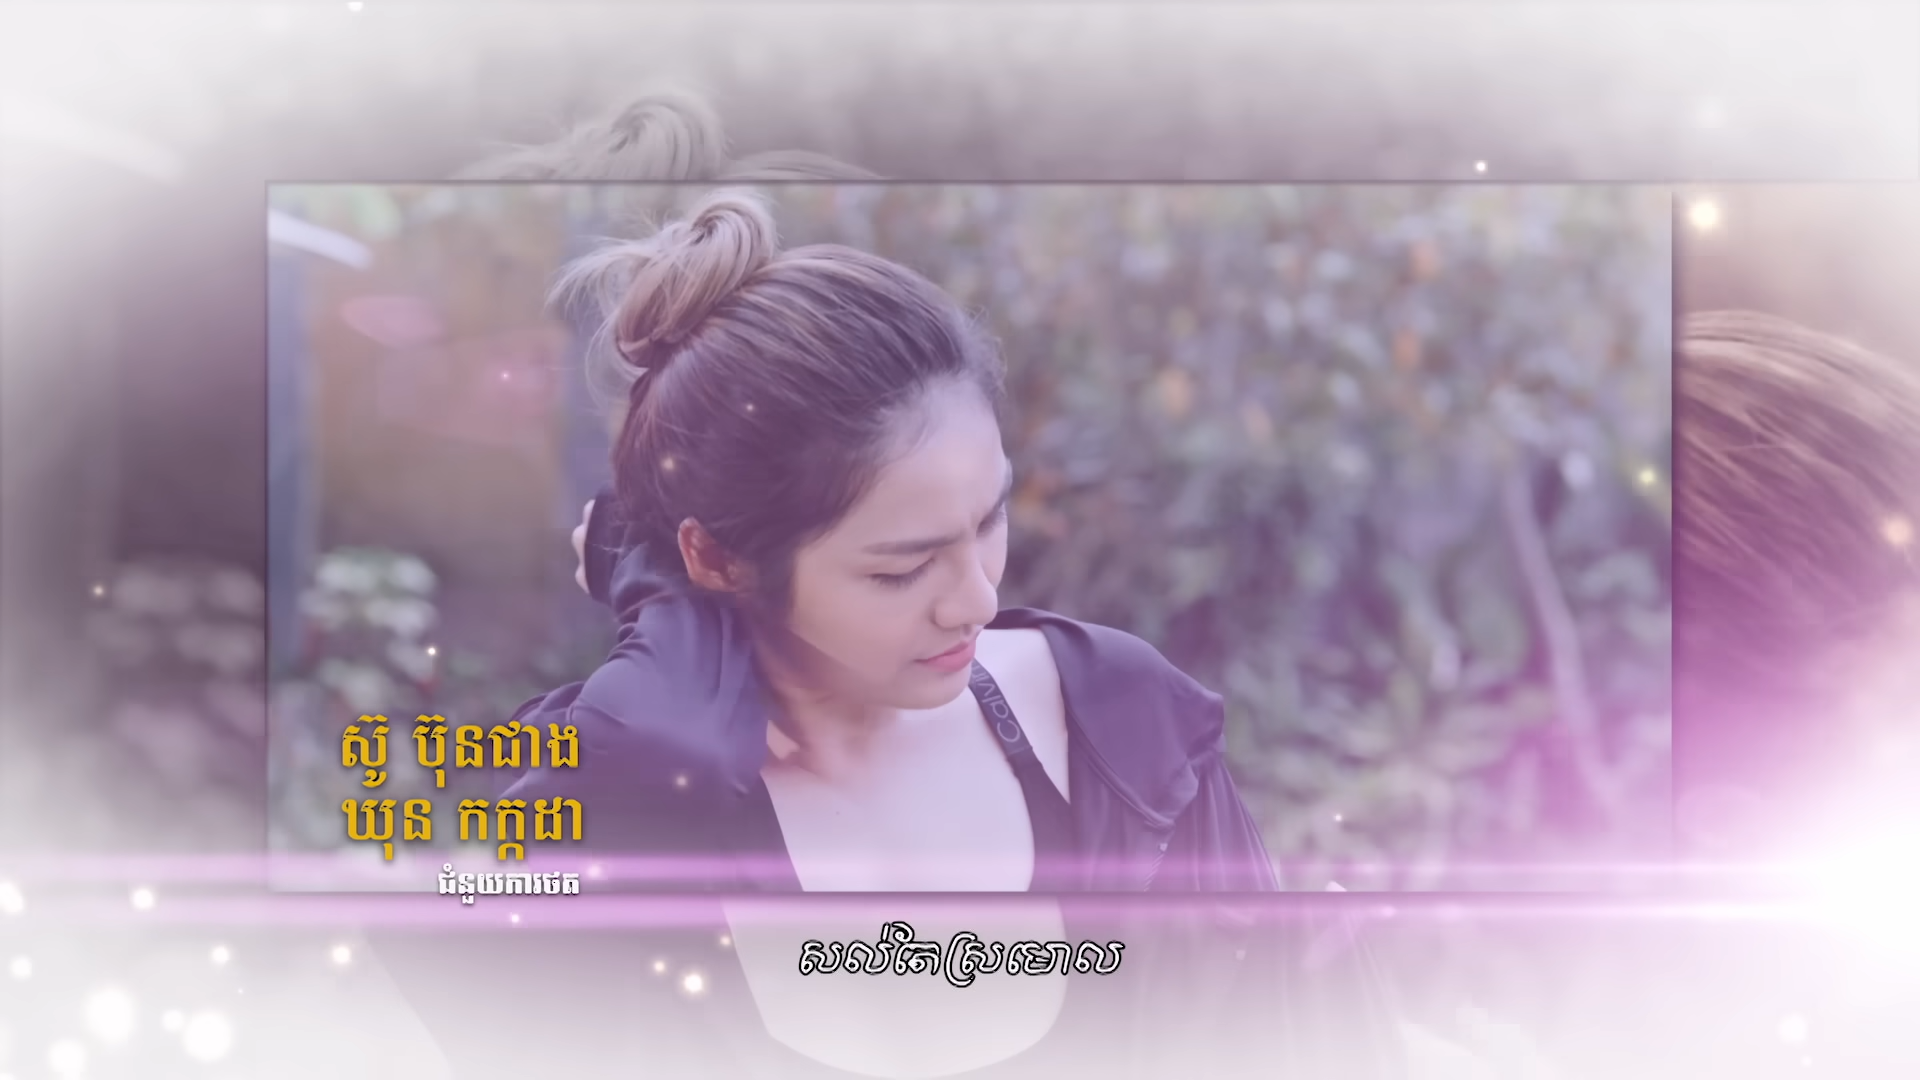 ស៊ូ ប៊ុនជាង
ឃុន កក្កដា
ជំនួយការថត
សល់តែស្រមោល